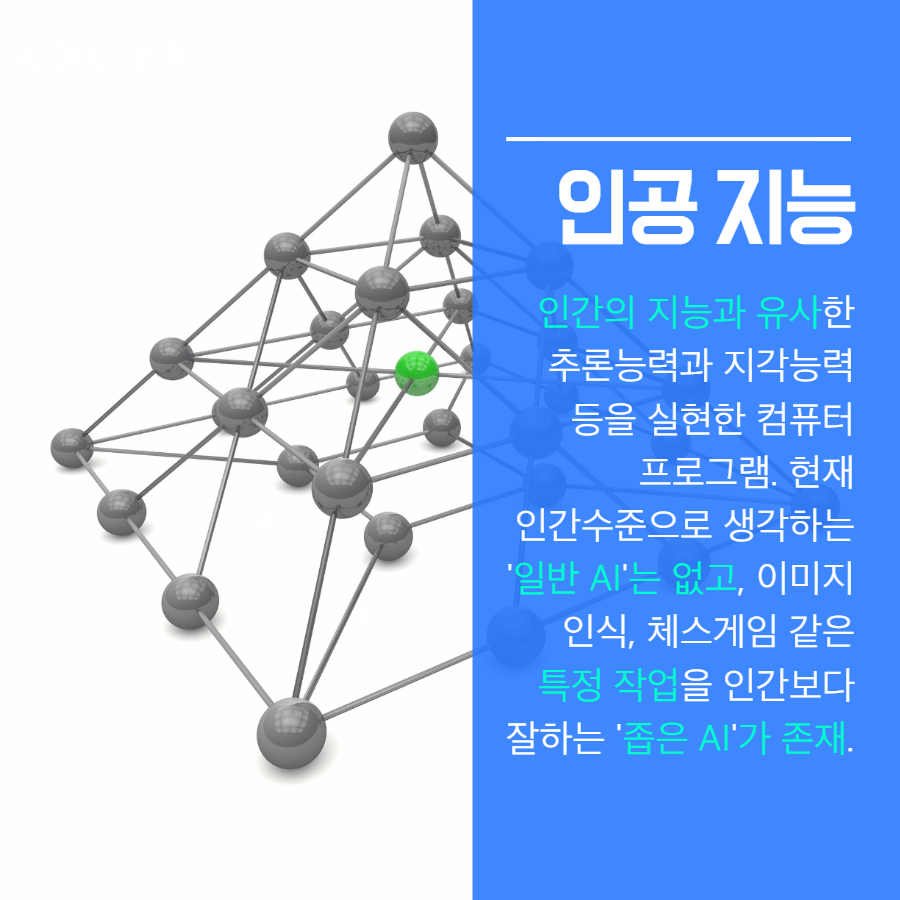 인공 지능
인간의 지능과 유사한
추론능력과 지각능력
등을 실현한 컴퓨터
프로그램. 현재
인간수준으로 생각하는
'일반 AI'는 없고, 이미지
인식, 체스게임 같은
특정 작업을 인간보다
잘하는 '좁은 AI'가 존재.